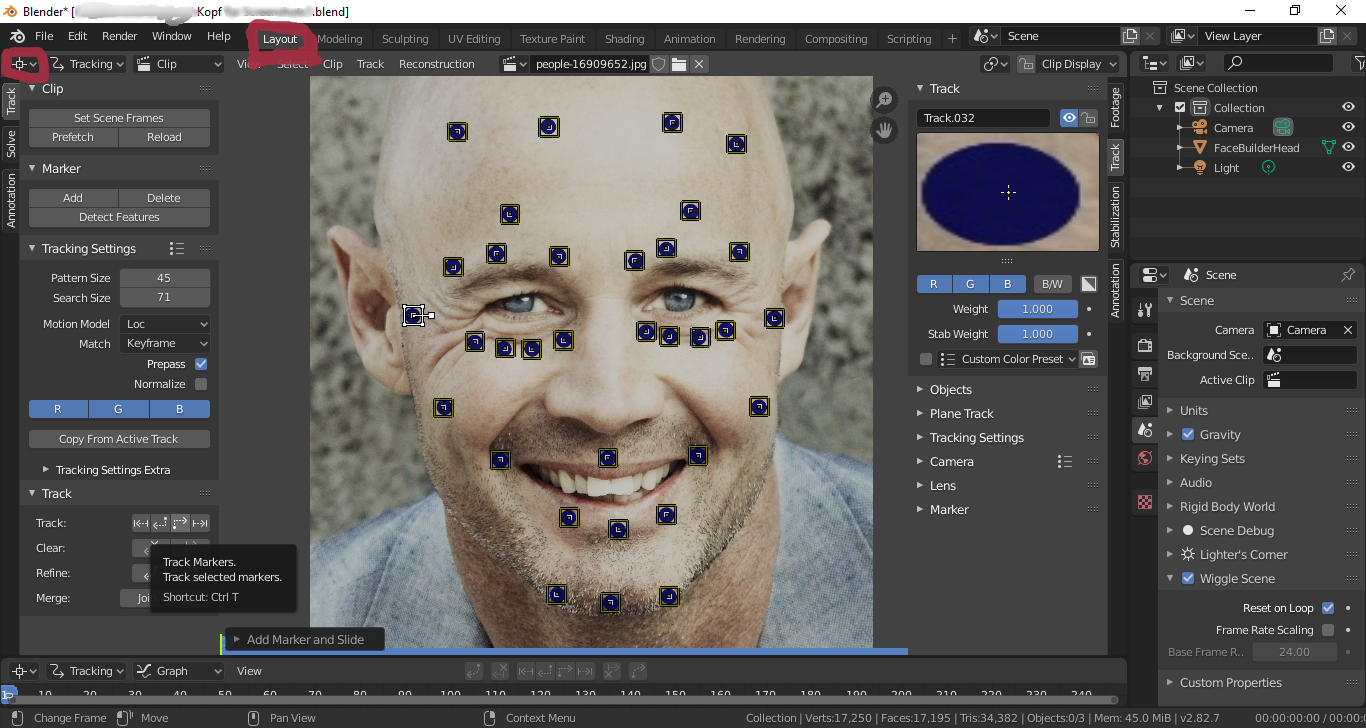 Blender* [ Kopf .blend]
File Edit Render Window Help Layout Modeling Sculpting UV Editing Texture Paint Shading Animation Rendering Compositing Scripting + Scene View Layer
Tracking Clip View Select Clip Track Reconstruction people-16909652.jpg Clip Display
Track
Solve
Annotation
Clip
Set Scene Frames
Prefetch Reload
Marker
Add Delete
Detect Features
Tracking Settings
Pattern Size 45
Search Size 71
Motion Model Loc
Match Keyframe
Prepass
Normalize
R G B
Copy From Active Track
Tracking Settings Extra
Track
Track:
Clear:
Refine:
Merge: Joi
Track Markers.
Track selected markers.
Shortcut: Ctrl T
Add Marker and Slide
Track
Track.032
R G B B/W
Weight 1.000
Stab Weight 1.000
Custom Color Preset
Objects
Plane Track
Tracking Settings
Camera
Lens
Marker
Footage
Track
Stabilization
Annotation
Scene Collection
Collection
Camera
FaceBuilderHead
Light
Scene
Scene
Camera Camera
Background Sce..
Active Clip
Units
Gravity
Keying Sets
Audio
Rigid Body World
Scene Debug
Lighter's Corner
Wiggle Scene
Reset on Loop
Frame Rate Scaling
Base Frame R.. 24.00
Custom Properties
Tracking Graph View
1 10 20 30 40 50 60 70 80 90 100 110 120 130 140 150 160 170 180 190 200 210 220 230 240
Change Frame Move Pan View Context Menu Collection | Verts:17,250 | Faces:17,195 | Tris:34,382 | Objects:0/3 | Mem: 45.0 MiB | v2.82.7 00:00:00:00 / 00:00: